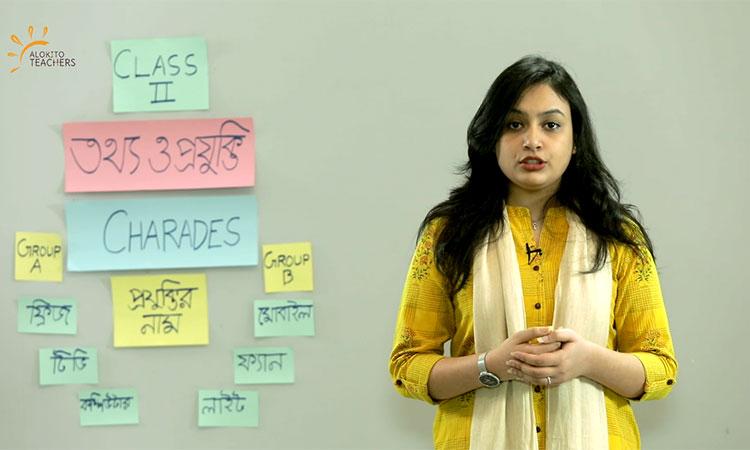 ALOKITO
TEACHERS
CLASS
II
তথ্য ও প্রযুক্তি
CHARADES
GROUP
A
GROUP
B
প্রযুক্তির
নাম
ফ্রিজ
মোবাইল
টিভি
ফ্যান
কম্পিউটার
লাইট